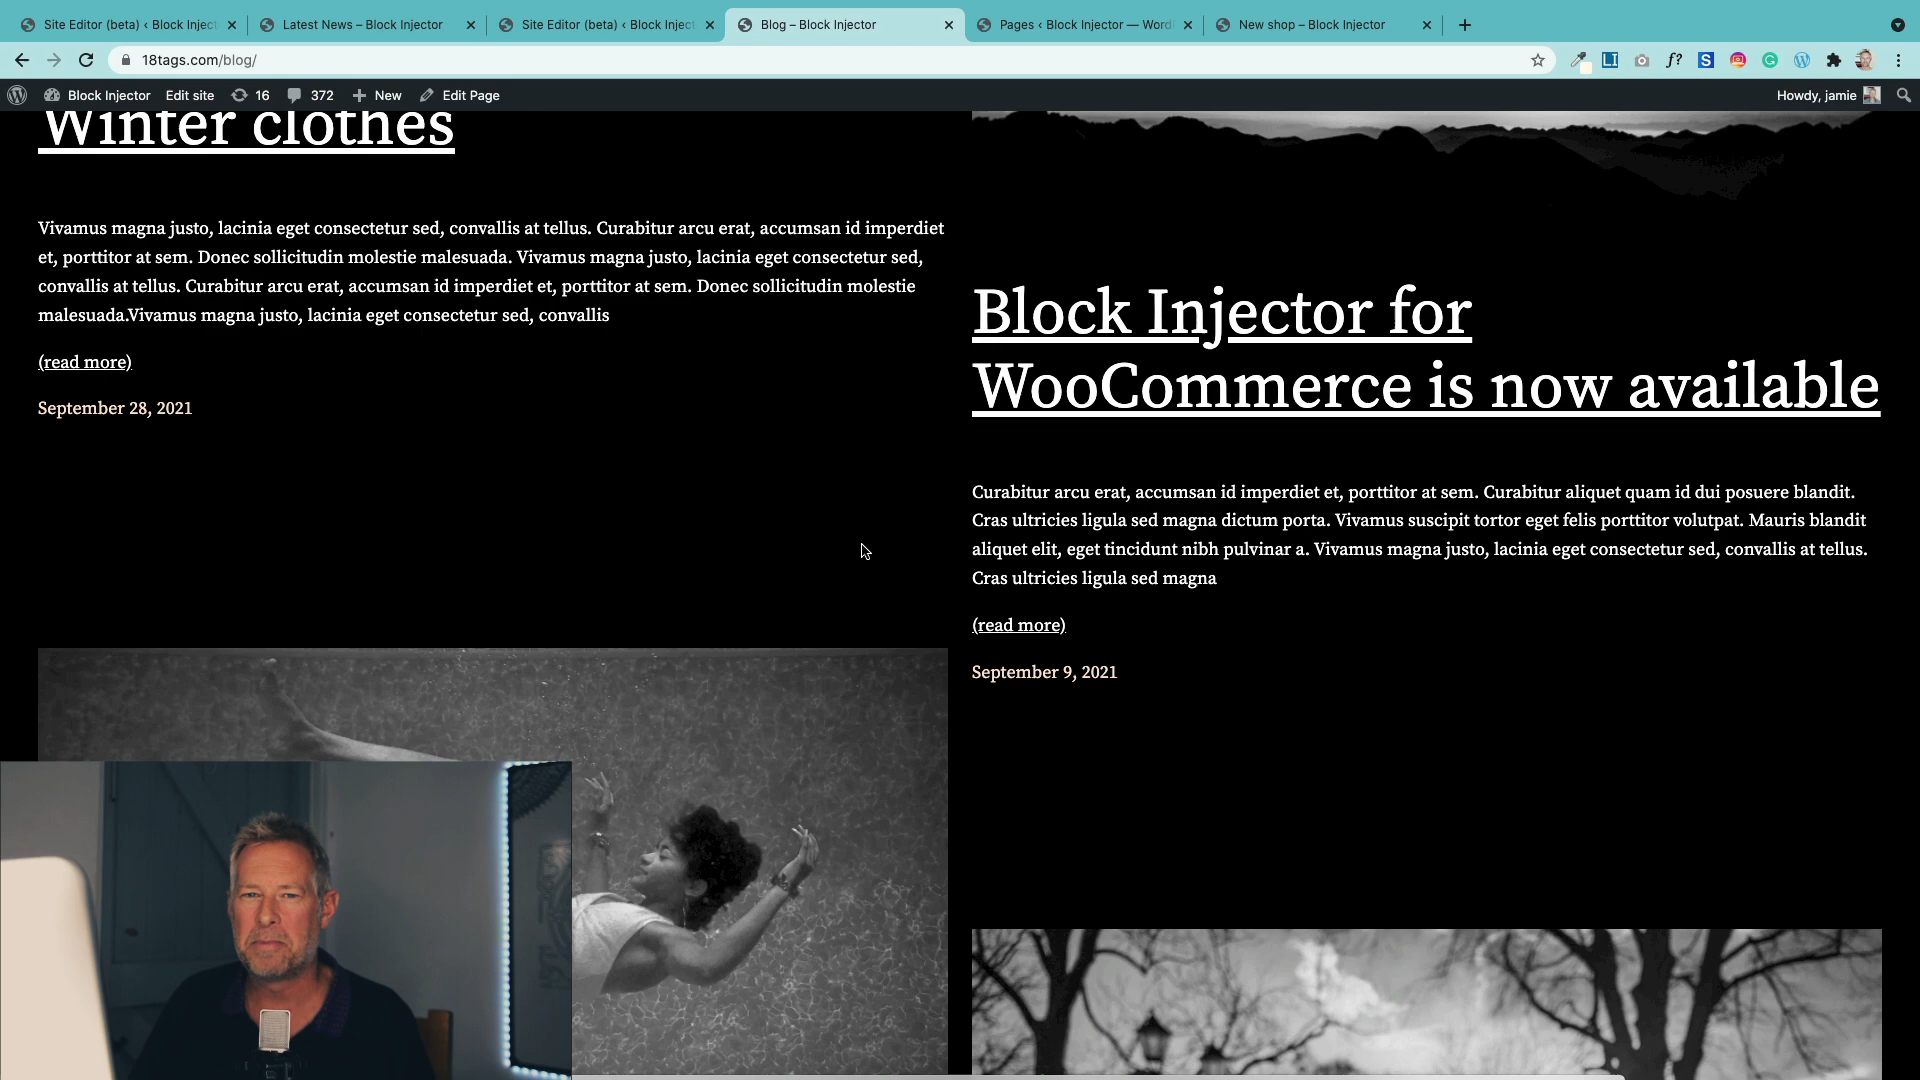 Site Editor (beta) ‹ Block Inject
Latest News – Block Injector
Site Editor (beta) ‹ Block Inject
Blog – Block Injector
Pages ‹ Block Injector — Word
New shop – Block Injector
18tags.com/blog/
Block Injector
Edit site
16
372
New
Edit Page
Howdy, jamie
Winter clothes
Vivamus magna justo, lacinia eget consectetur sed, convallis at tellus. Curabitur arcu erat, accumsan id imperdiet
et, porttitor at sem. Donec sollicitudin molestie malesuada. Vivamus magna justo, lacinia eget consectetur sed,
convallis at tellus. Curabitur arcu erat, accumsan id imperdiet et, porttitor at sem. Donec sollicitudin molestie
malesuada.Vivamus magna justo, lacinia eget consectetur sed, convallis
(read more)
September 28, 2021
Block Injector for
WooCommerce is now available
Curabitur arcu erat, accumsan id imperdiet et, porttitor at sem. Curabitur aliquet quam id dui posuere blandit.
Cras ultricies ligula sed magna dictum porta. Vivamus suscipit tortor eget felis porttitor volutpat. Mauris blandit
aliquet elit, eget tincidunt nibh pulvinar a. Vivamus magna justo, lacinia eget consectetur sed, convallis at tellus.
Cras ultricies ligula sed magna
(read more)
September 9, 2021